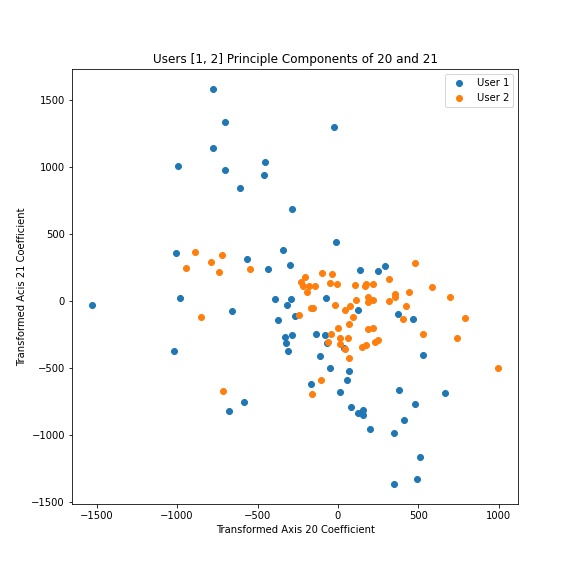 Users [1, 2] Principle Components of 20 and 21
User 1
User 2
Transformed Acis 21 Coefficient
1500
1000
500
0
−500
−1000
−1500
−1500
−1000
−500
0
500
1000
Transformed Axis 20 Coefficient